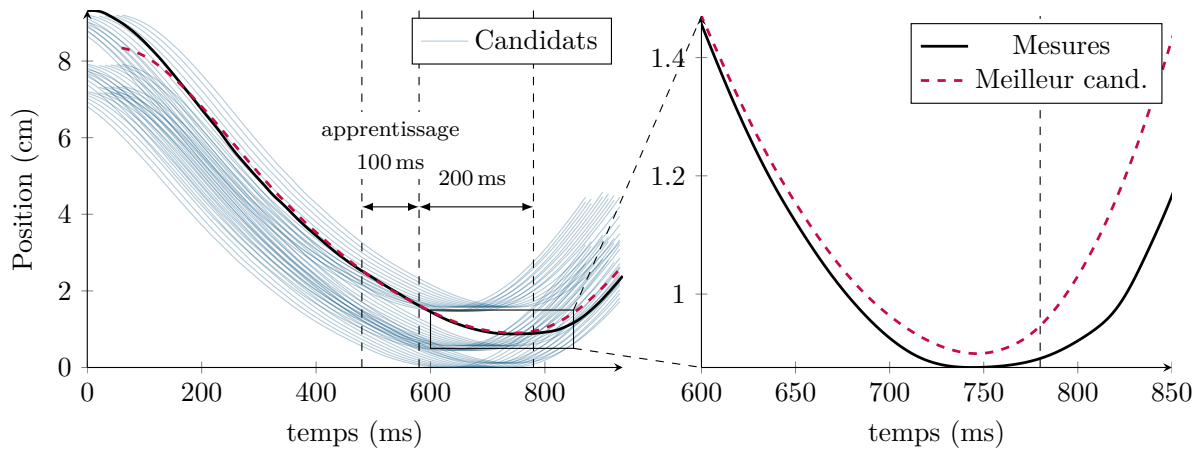 Candidats
apprentissage
100 ms
200 ms
Position (cm)
8
6
4
2
0
0
200
400
600
800
temps (ms)
Mesures
Meilleur cand.
1.4
1.2
1
600
650
700
750
800
850
temps (ms)